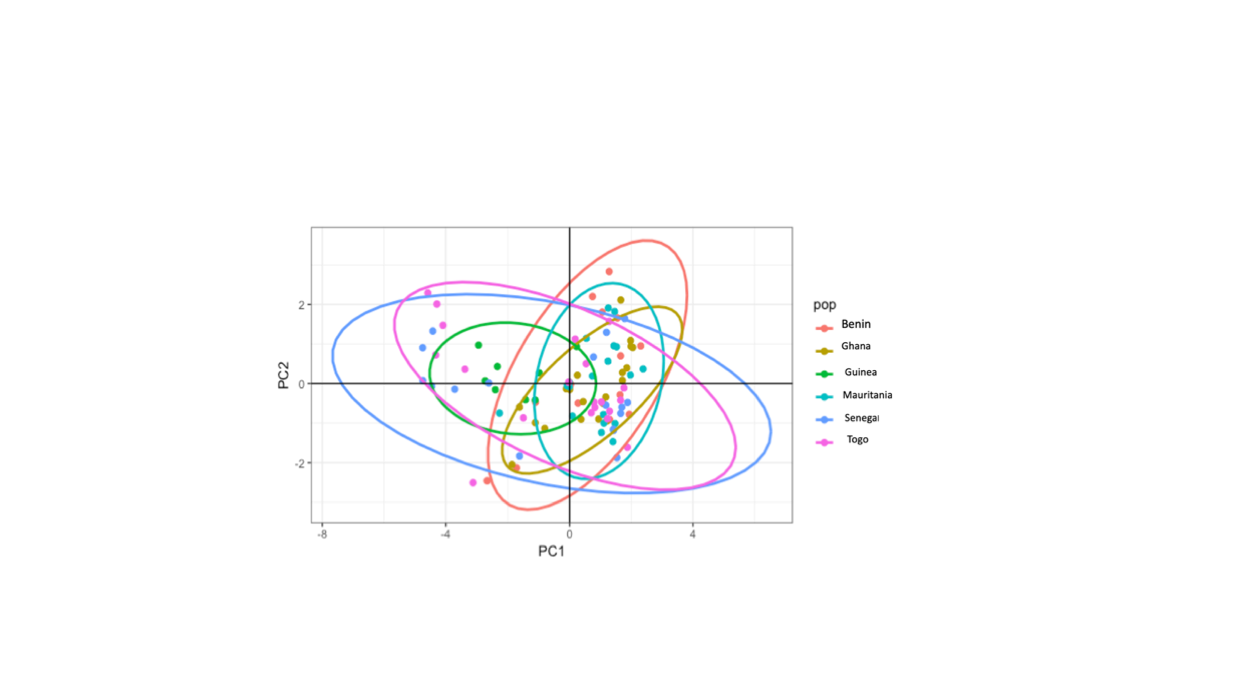 2
0
-2
PC2
-8
-4
0
4
PC1
pop
Benin
Ghana
Guinea
Mauritania
Senegal
Togo